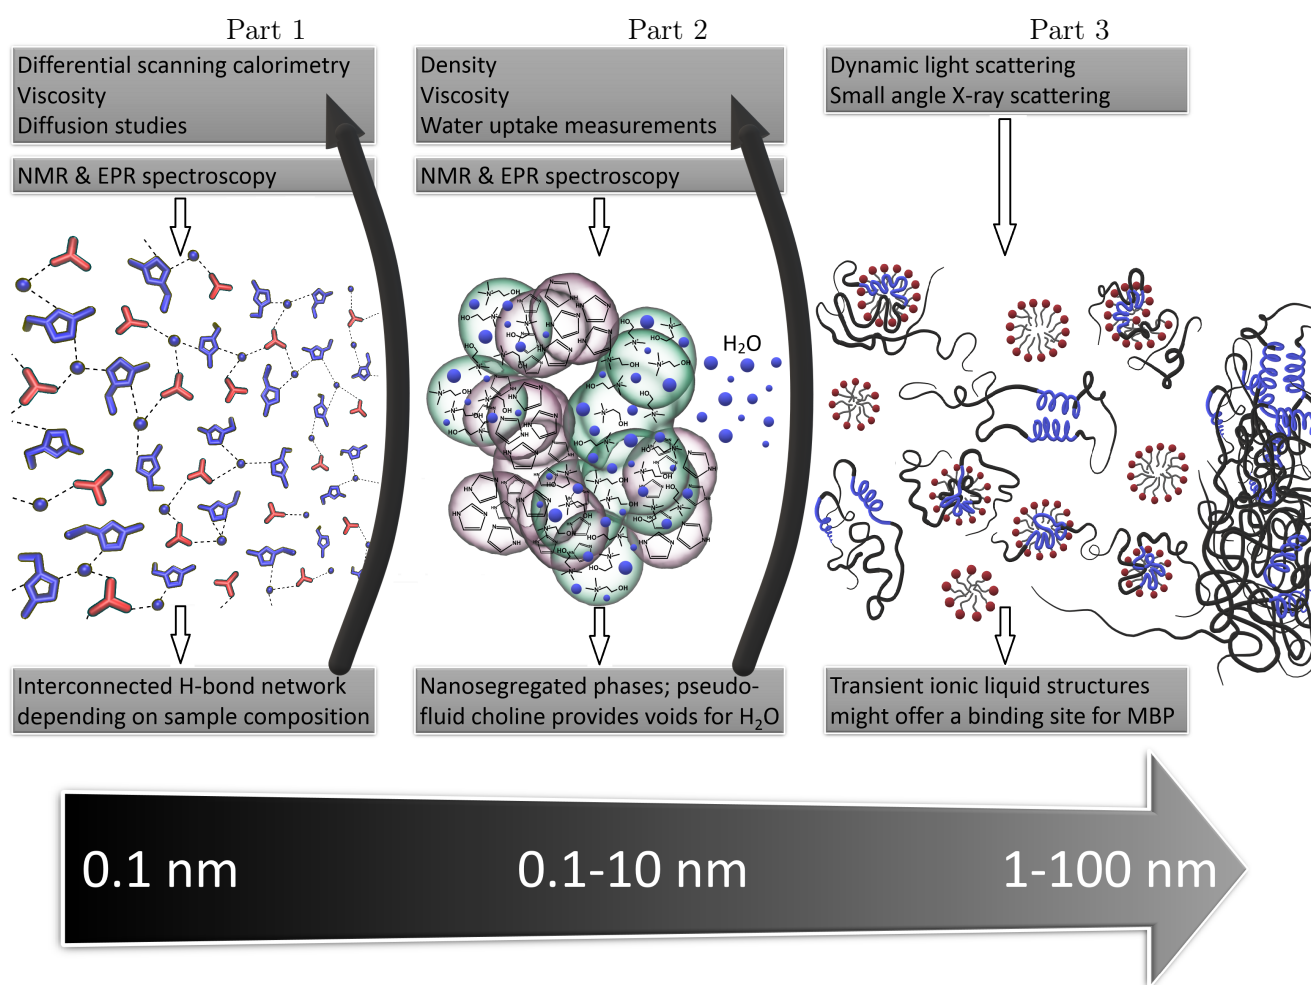 Part 1
Differential scanning calorimetry
Viscosity
Diffusion studies
NMR & EPR spectroscopy
Interconnected H-bond network
depending on sample composition
Part 2
Density
Viscosity
Water uptake measurements
NMR & EPR spectroscopy
H₂O
Nanosegregated phases; pseudo-
fluid choline provides voids for H₂O
Part 3
Dynamic light scattering
Small angle X-ray scattering
Transient ionic liquid structures
might offer a binding site for MBP
0.1 nm
0.1-10 nm
1-100 nm